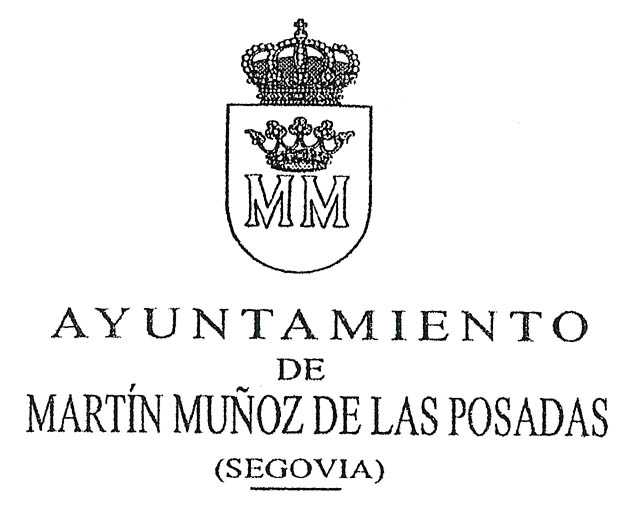 MM
AYUNTAMIENTO
DE
MARTÍN MUÑOZ DE LAS POSADAS
(SEGOVIA)